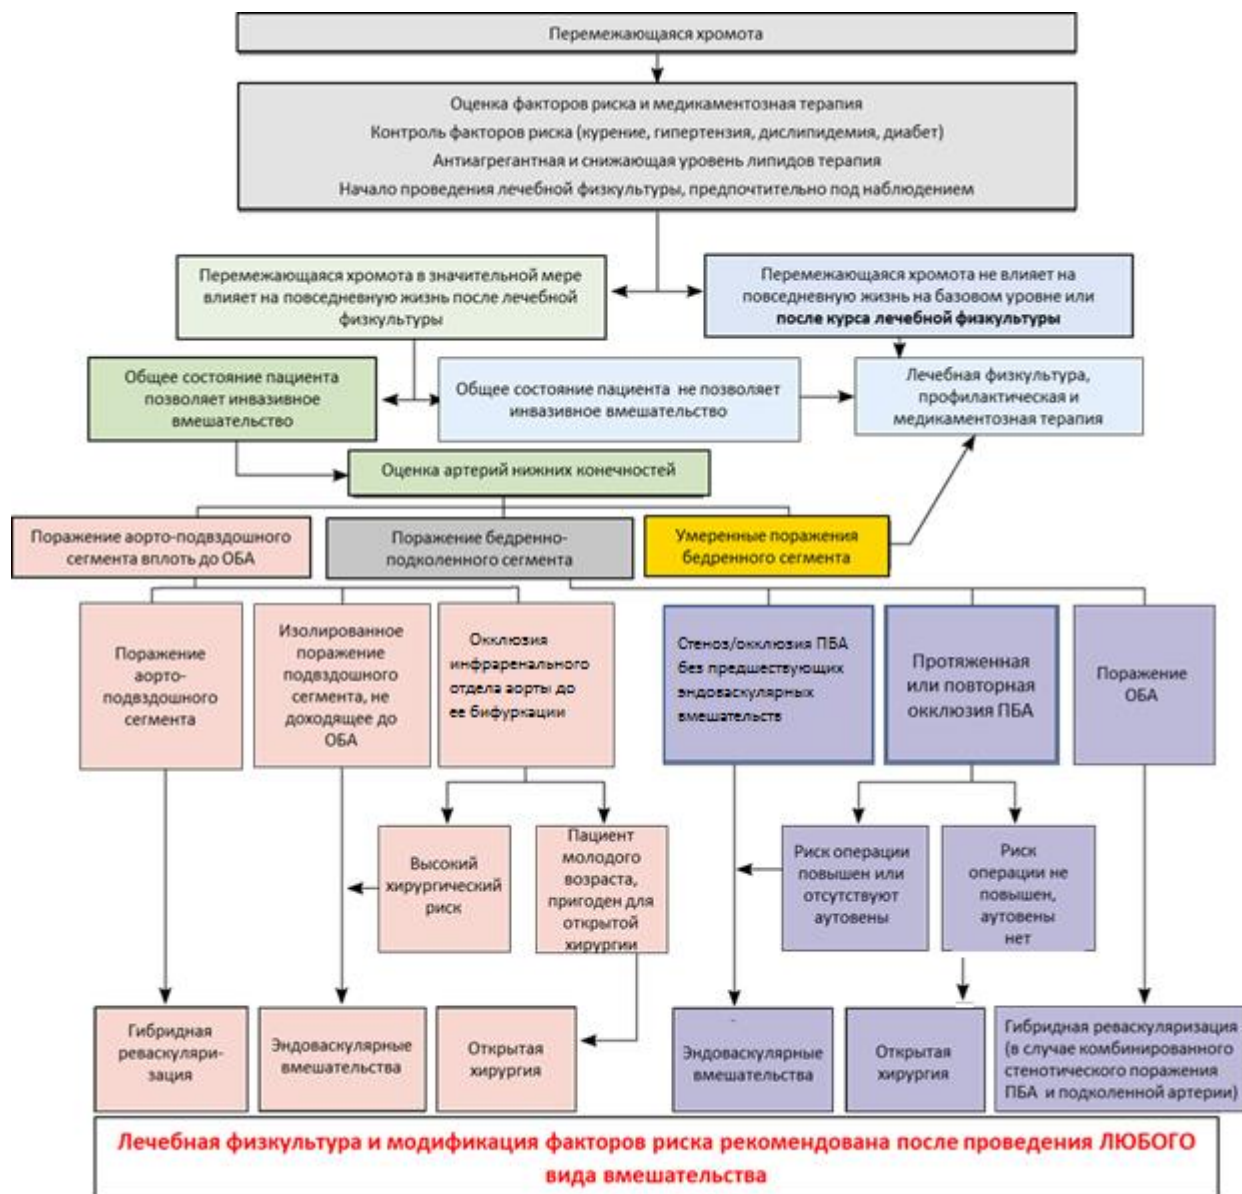 Перемежающаяся хромота
Оценка факторов риска и медикаментозная терапия
Контроль факторов риска (курение, гипертензия, дислипидемия, диабет)
Антиагрегантная и снижающая уровень липидов терапия
Начало проведения лечебной физкультуры, предпочтительно под наблюдением
Перемежающаяся хромота в значительной мере
влияет на повседневную жизнь после лечебной
физкультуры
Перемежающаяся хромота не влияет на
повседневную жизнь на базовом уровне или
после курса лечебной физкультуры
Общее состояние пациента
позволяет инвазивное
вмешательство
Общее состояние пациента не позволяет
инвазивное вмешательство
Лечебная физкультура,
профилактическая и
медикаментозная терапия
Оценка артерий нижних конечностей
Поражение аорто-подвздошного
сегмента вплоть до ОБА
Поражение бедренно-
подколенного сегмента
Умеренные поражения
бедренного сегмента
Поражение
аорто-
подвздошного
сегмента
Изолированное
поражение
подвздошного
сегмента, не
доходящее до
ОБА
Окклюзия
инфраренального
отдела аорты до
ее бифуркации
Стеноз/окклюзия ПБА
без предшествующих
эндоваскулярных
вмешательств
Протяженная
или повторная
окклюзия ПБА
Поражение
ОБА
Высокий
хирургический
риск
Пациент
молодого
возраста,
пригоден для
открытой
хирургии
Риск операции
повышен или
отсутствуют
аутовены
Риск
операции не
повышен,
аутовены
нет
Гибридная
реваскуляри-
зация
Эндоваскулярные
вмешательства
Открытая
хирургия
Эндоваскулярные
вмешательства
Открытая
хирургия
Гибридная реваскуляризация
(в случае комбинированного
стенотического поражения
ПБА и подколенной артерии)
Лечебная физкультура и модификация факторов риска рекомендована после проведения ЛЮБОГО
вида вмешательства